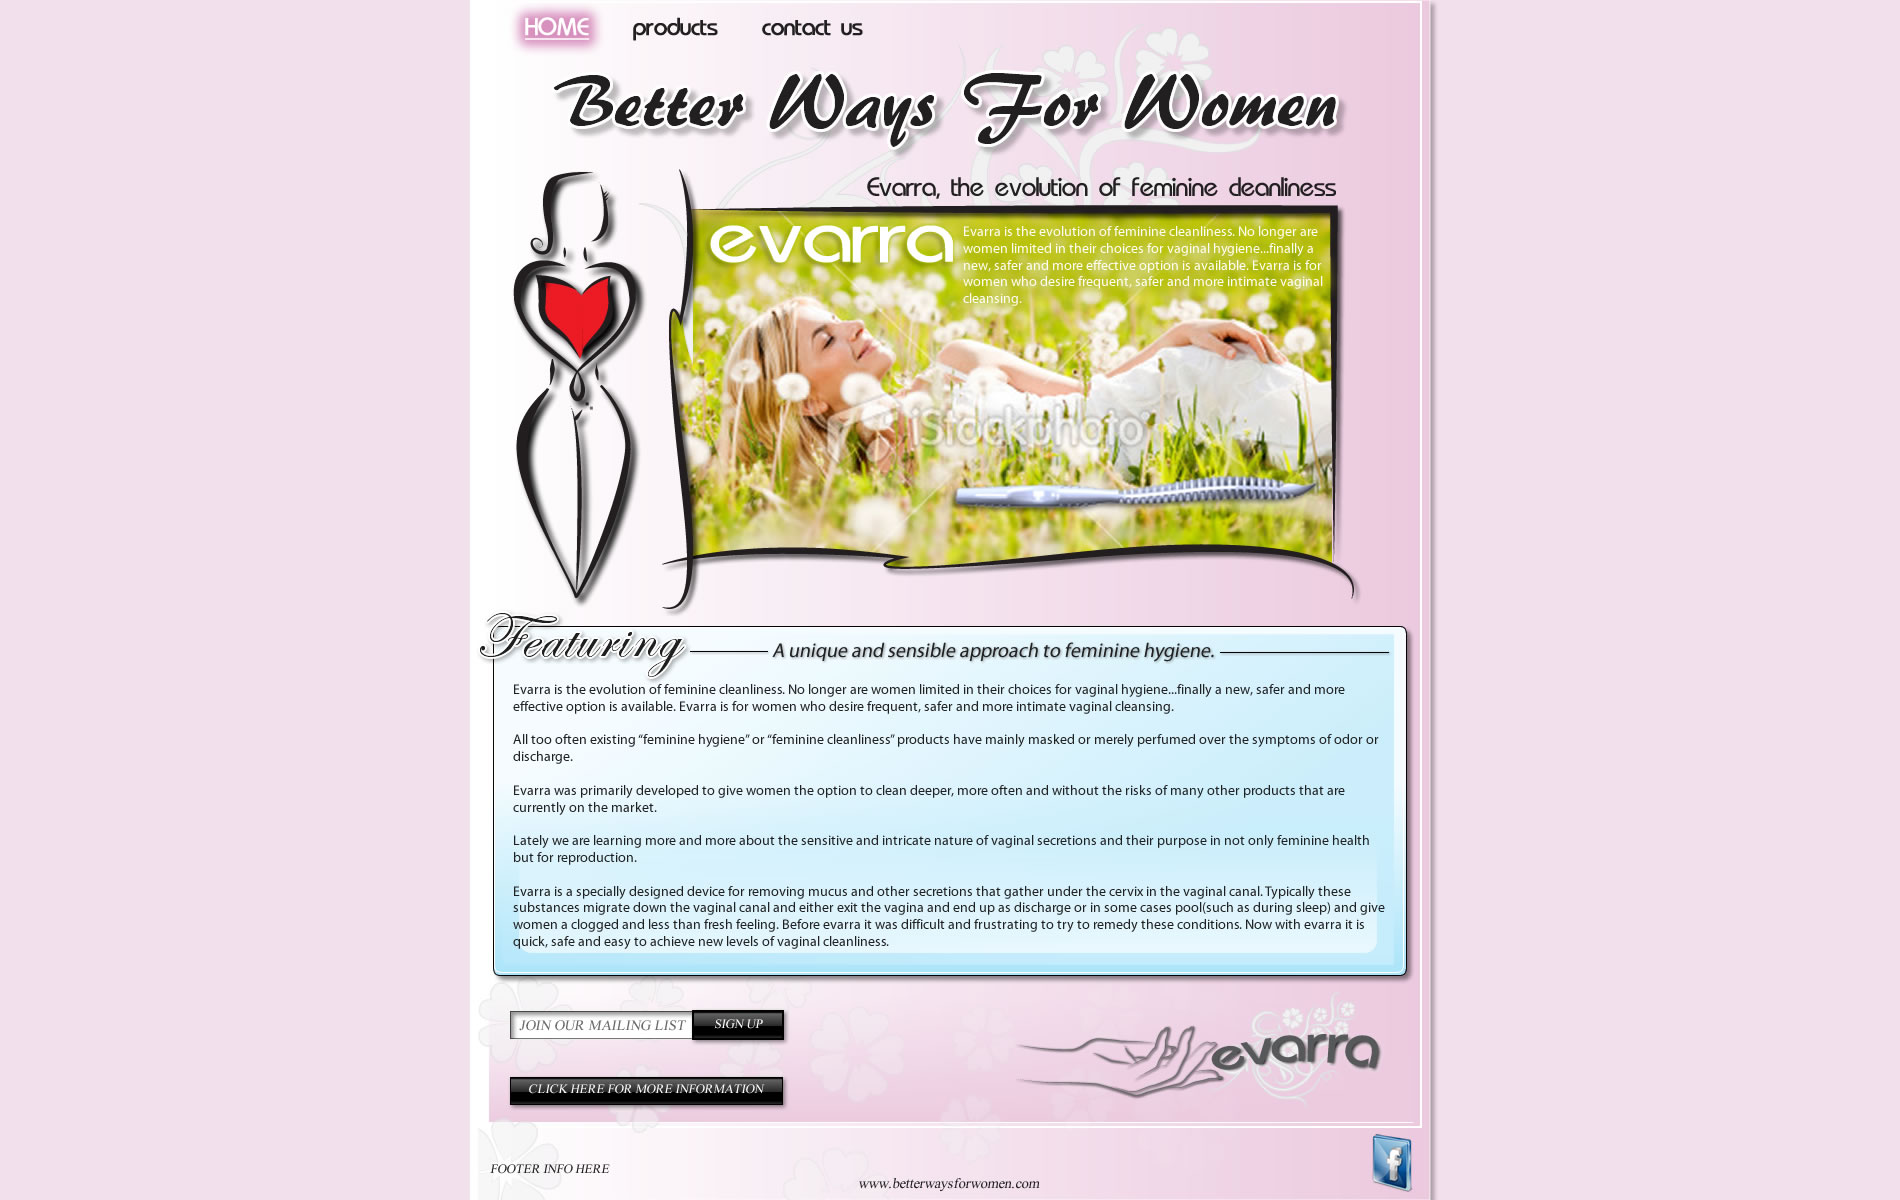 HOME products contact us
Better Ways For Women
Evarra, the evolution of feminine cleanliness
evarra
Evarra is the evolution of feminine cleanliness. No longer are
women limited in their choices for vaginal hygiene...finally a
new, safer and more effective option is available. Evarra is for
women who desire frequent, safer and more intimate vaginal
cleansing.
iStockphoto
Featuring
A unique and sensible approach to feminine hygiene.
Evarra is the evolution of feminine cleanliness. No longer are women limited in their choices for vaginal hygiene...finally a new, safer and more
effective option is available. Evarra is for women who desire frequent, safer and more intimate vaginal cleansing.
All too often existing “feminine hygiene” or “feminine cleanliness” products have mainly masked or merely perfumed over the symptoms of odor or
discharge.
Evarra was primarily developed to give women the option to clean deeper, more often and without the risks of many other products that are
currently on the market.
Lately we are learning more and more about the sensitive and intricate nature of vaginal secretions and their purpose in not only feminine health
but for reproduction.
Evarra is a specially designed device for removing mucus and other secretions that gather under the cervix in the vaginal canal. Typically these
substances migrate down the vaginal canal and either exit the vagina and end up as discharge or in some cases pool(such as during sleep) and give
women a clogged and less than fresh feeling. Before evarra it was difficult and frustrating to try to remedy these conditions. Now with evarra it is
quick, safe and easy to achieve new levels of vaginal cleanliness.
JOIN OUR MAILING LIST SIGN UP
evarra
CLICK HERE FOR MORE INFORMATION
f
FOOTER INFO HERE
www.betterwaysforwomen.com